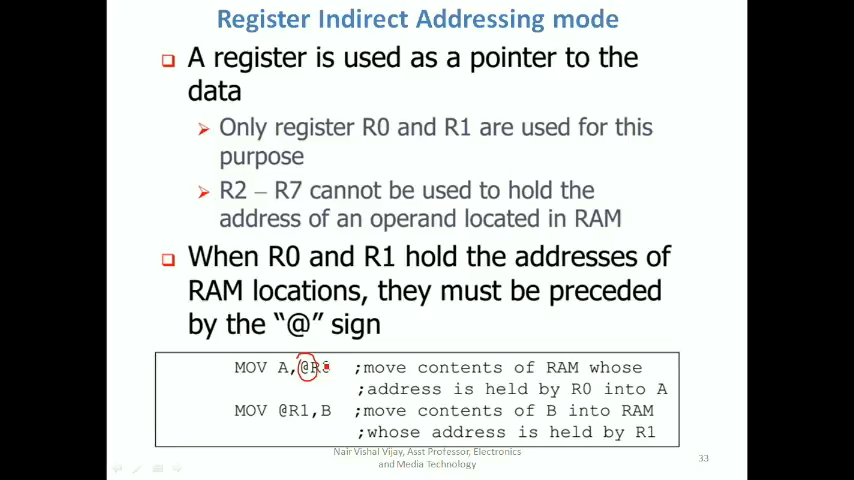 Register Indirect Addressing mode
A register is used as a pointer to the
data
Only register R0 and R1 are used for this
purpose
R2 – R7 cannot be used to hold the
address of an operand located in RAM
When R0 and R1 hold the addresses of
RAM locations, they must be preceded
by the “@” sign
MOV A,@R0 ;move contents of RAM whose
;address is held by R0 into A
MOV @R1,B ;move contents of B into RAM
;whose address is held by R1
Nair Vishal Vijay, Asst Professor, Electronics
and Media Technology
33